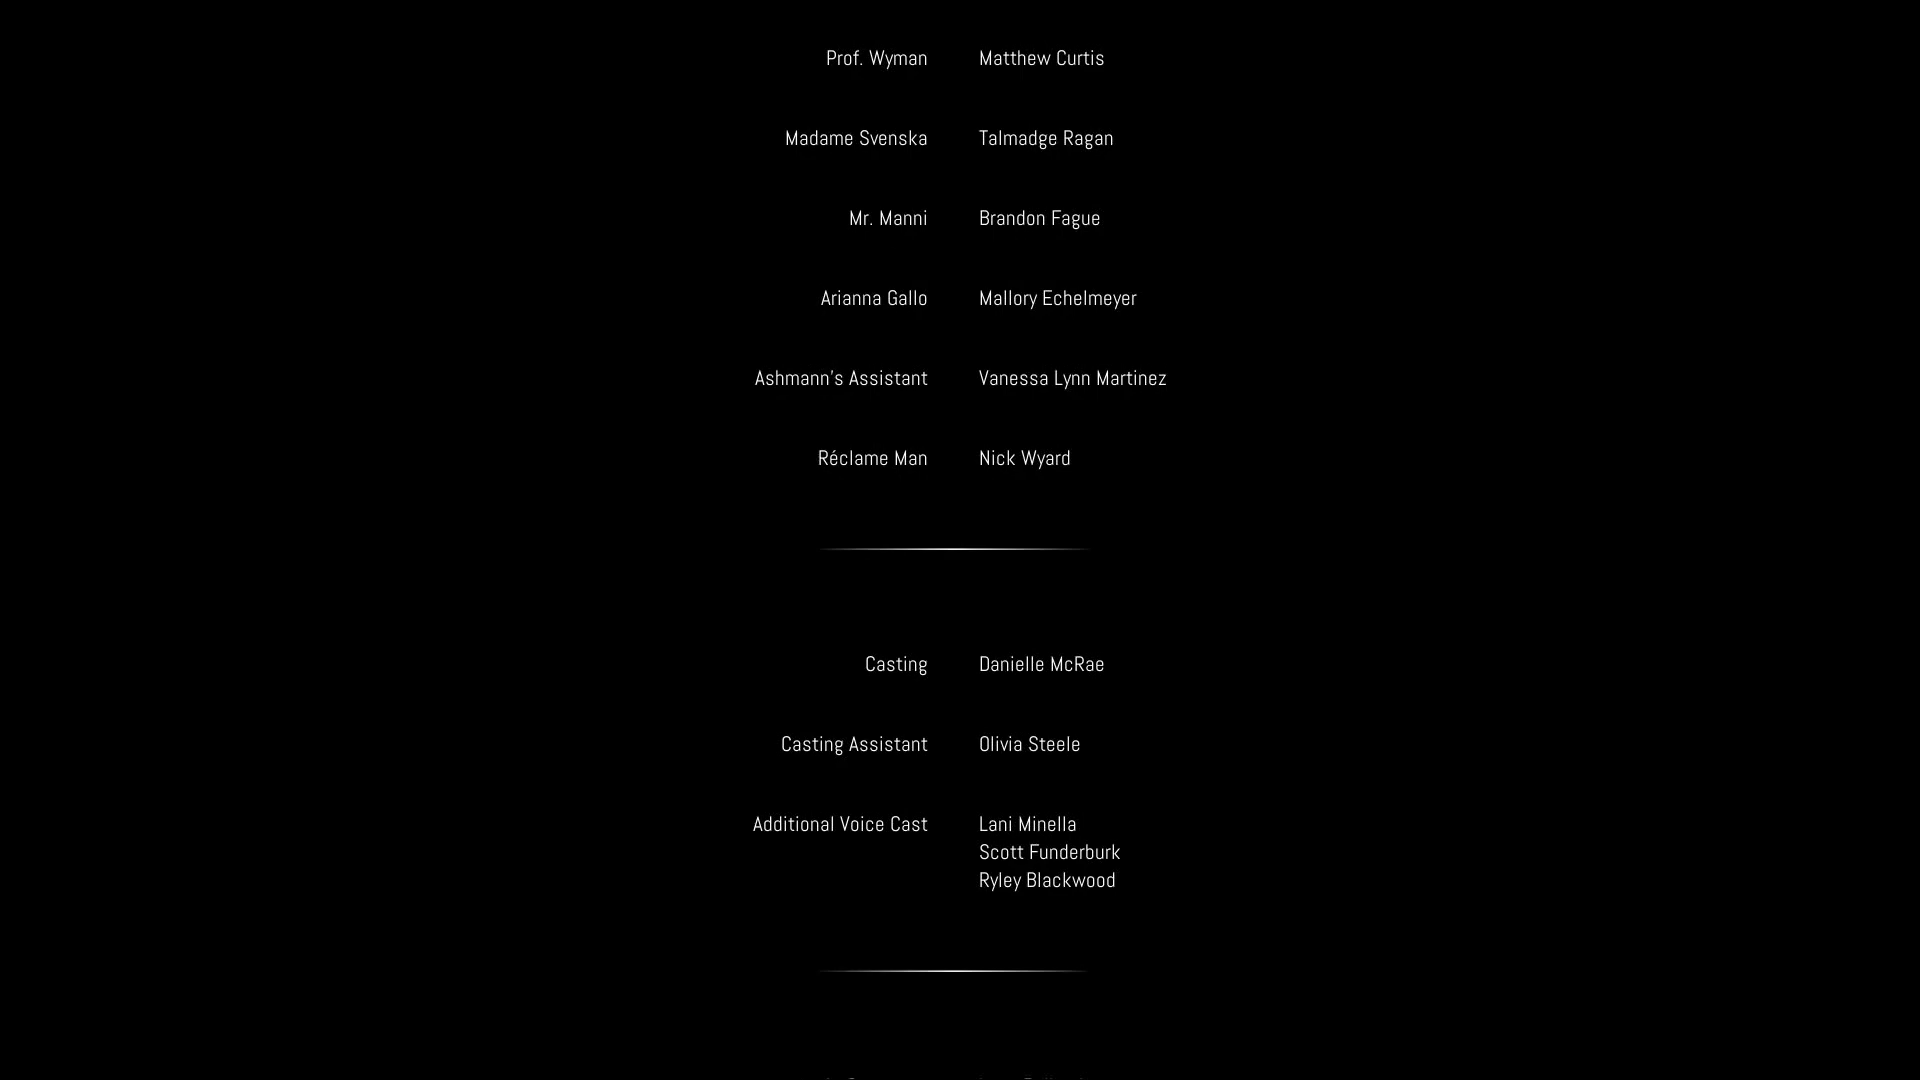 Prof. Wyman Matthew Curtis
Madame Svenska Talmadge Ragan
Mr. Manni Brandon Fague
Arianna Gallo Mallory Echelmeyer
Ashmann's Assistant Vanessa Lynn Martinez
Réclame Man Nick Wyard
Casting Danielle McRae
Casting Assistant Olivia Steele
Additional Voice Cast Lani Minella
Scott Funderburk
Ryley Blackwood